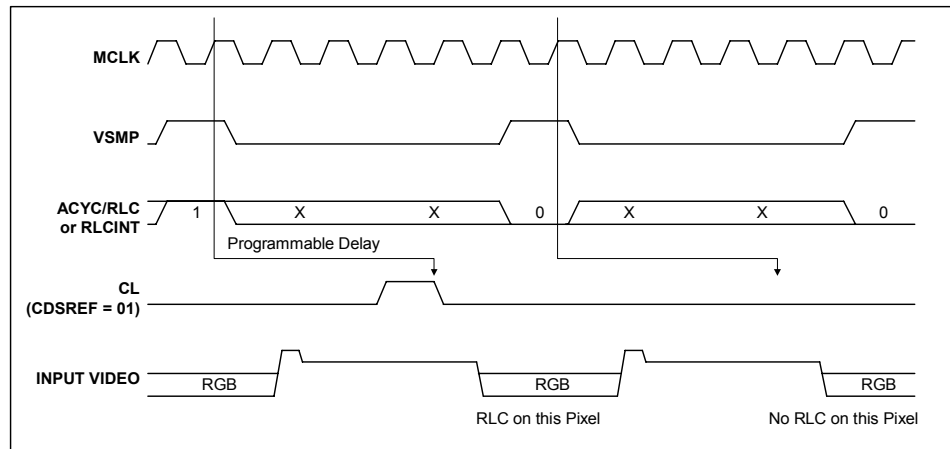 MCLK
VSMP
ACYC/RLC
or RLCINT
1 X X 0 X X 0
Programmable Delay
CL
(CDSREF = 01)
INPUT VIDEO
RGB RGB RGB
RLC on this Pixel No RLC on this Pixel